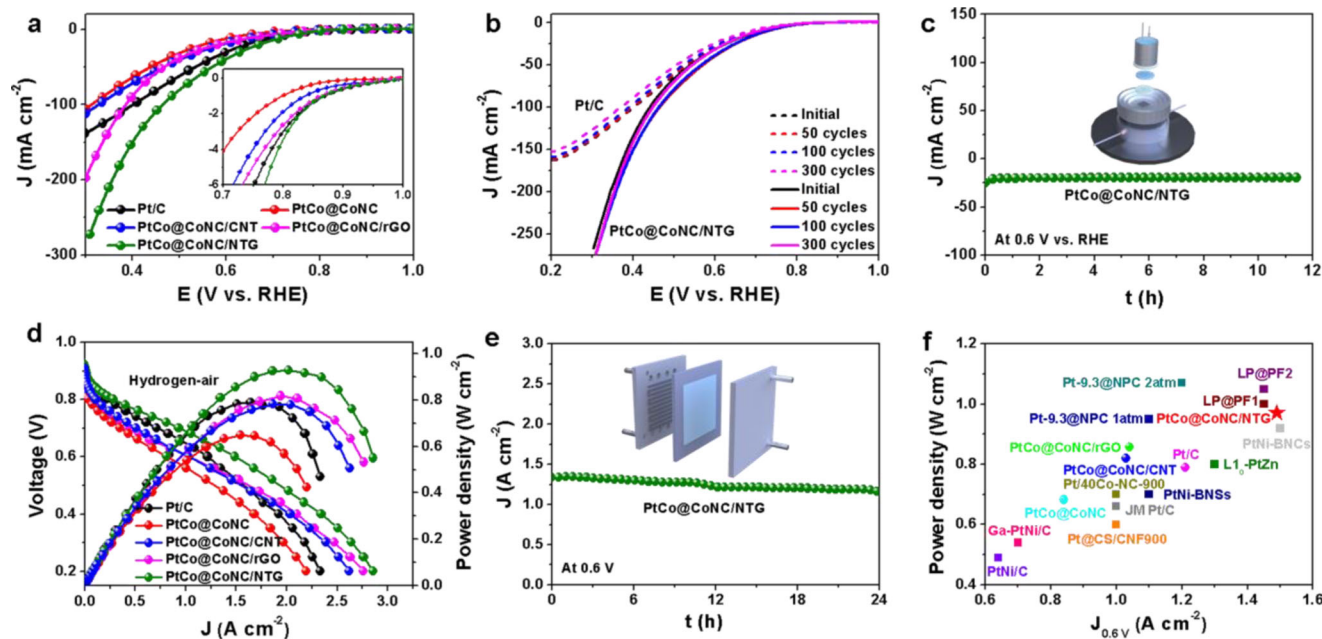 a
50
0
-50
-100
-150
-200
-250
-300
J (mA cm⁻²)
0
-2
-4
-6
0.7 0.8 0.9 1.0
Pt/C
PtCo@CoNC
PtCo@CoNC/CNT
PtCo@CoNC/rGO
PtCo@CoNC/NTG
0.4 0.6 0.8 1.0
E (V vs. RHE)
b
0
-50
-100
-150
-200
-250
J (mA cm⁻²)
Pt/C
Initial
50 cycles
100 cycles
300 cycles
Initial
50 cycles
100 cycles
300 cycles
PtCo@CoNC/NTG
0.2 0.4 0.6 0.8 1.0
E (V vs. RHE)
c
150
100
50
0
-50
-100
J (mA cm⁻²)
PtCo@CoNC/NTG
At 0.6 V vs. RHE
0 2 4 6 8 10 12
t (h)
d
1.0
0.8
0.6
0.4
0.2
Voltage (V)
Hydrogen-air
Pt/C
PtCo@CoNC
PtCo@CoNC/CNT
PtCo@CoNC/rGO
PtCo@CoNC/NTG
1.0
0.8
0.6
0.4
0.2
0.0
Power density (W cm⁻²)
0.0 0.5 1.0 1.5 2.0 2.5 3.0
J (A cm⁻²)
e
3.0
2.5
2.0
1.5
1.0
0.5
0.0
J (A cm⁻²)
PtCo@CoNC/NTG
At 0.6 V
0 6 12 18 24
t (h)
f
1.2
1.0
0.8
0.6
0.4
Power density (W cm⁻²)
Pt-9.3@NPC 2atm
LP@PF2
LP@PF1
Pt-9.3@NPC 1atm
PtCo@CoNC/NTG
PtNi-BNCs
PtCo@CoNC/rGO
Pt/C
PtCo@CoNC/CNT
L1₀-PtZn
Pt/40Co-NC-900
PtNi-BNSs
PtCo@CoNC
JM Pt/C
Ga-PtNi/C
Pt@CS/CNF900
PtNi/C
0.6 0.8 1.0 1.2 1.4 1.6
J₀.₆ ᵥ (A cm⁻²)